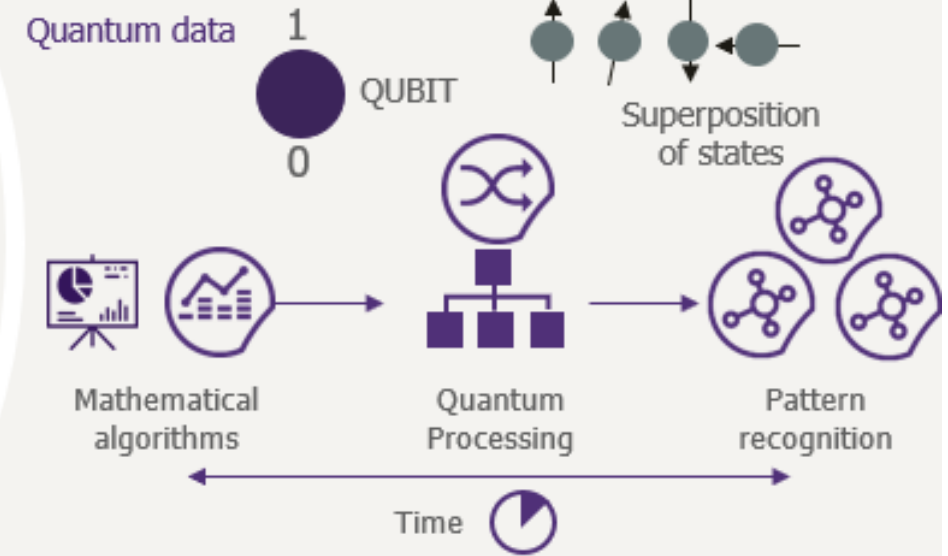 Quantum data
1
QUBIT
0
Superposition
of states
Mathematical
algorithms
Quantum
Processing
Pattern
recognition
Time